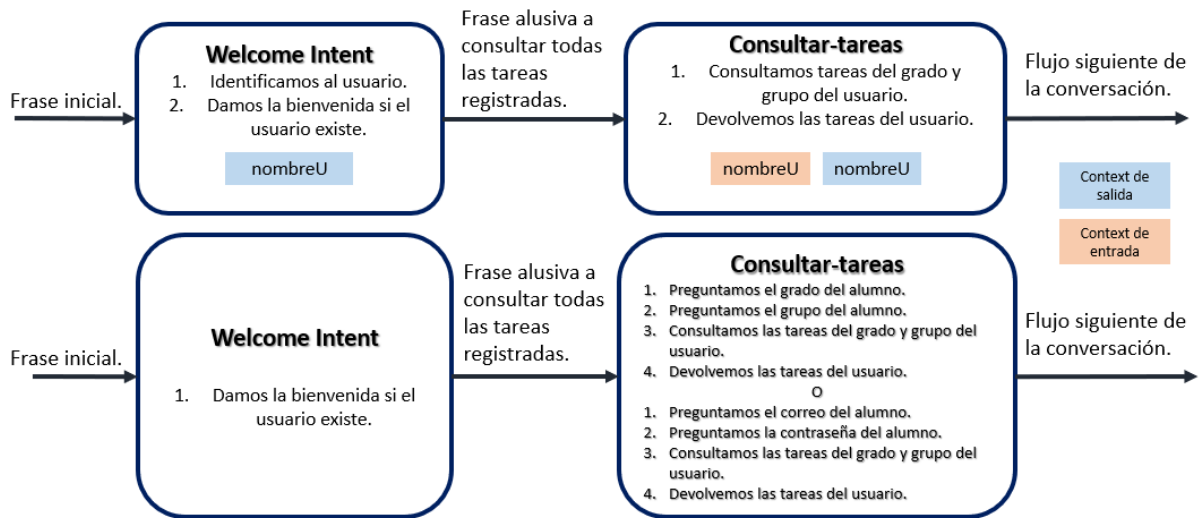 Frase inicial.
Welcome Intent
1. Identificamos al usuario.
2. Damos la bienvenida si el
usuario existe.
nombreU
Frase alusiva a
consultar todas
las tareas
registradas.
Consultar-tareas
1. Consultamos tareas del grado y
grupo del usuario.
2. Devolvemos las tareas del usuario.
nombreU
nombreU
Flujo siguiente de
la conversación.
Context de
salida
Context de
entrada
Frase inicial.
Welcome Intent
1. Damos la bienvenida si el
usuario existe.
Frase alusiva a
consultar todas
las tareas
registradas.
Consultar-tareas
1. Preguntamos el grado del alumno.
2. Preguntamos el grupo del alumno.
3. Consultamos las tareas del grado y grupo del
usuario.
4. Devolvemos las tareas del usuario.
O
1. Preguntamos el correo del alumno.
2. Preguntamos la contraseña del alumno.
3. Consultamos las tareas del grado y grupo del
usuario.
4. Devolvemos las tareas del usuario.
Flujo siguiente de
la conversación.